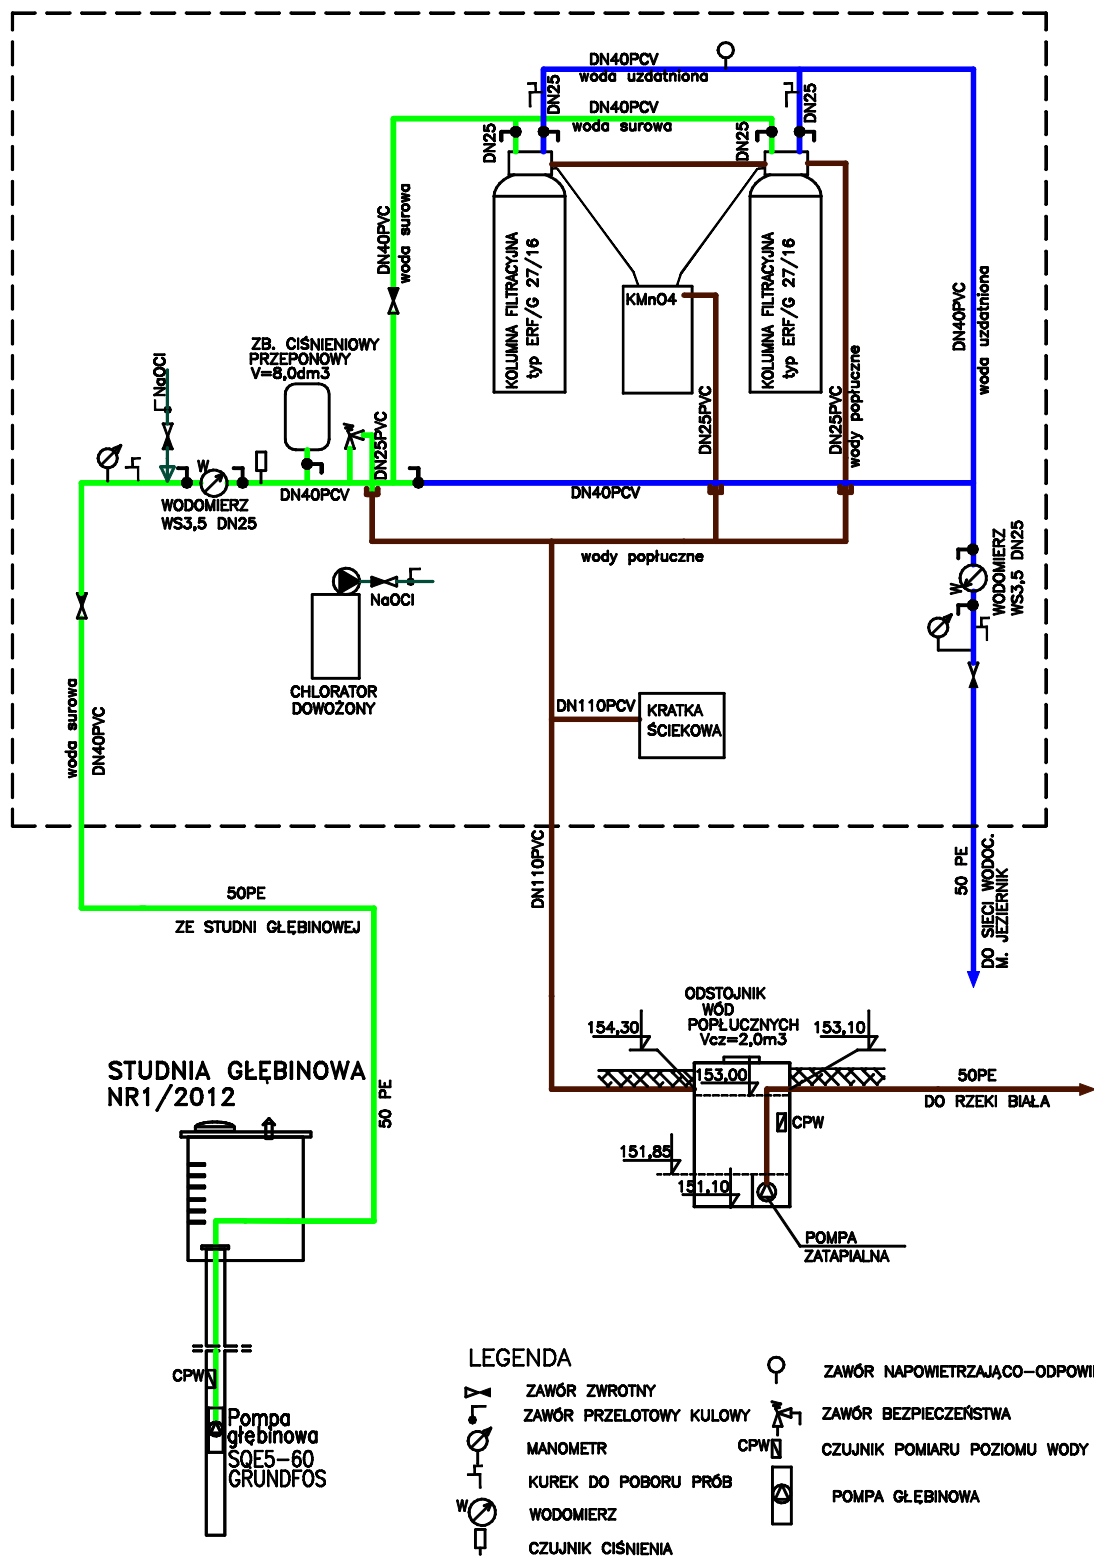 DN40PCV
woda uzdatniona
DN25
DN25
DN40PCV
woda surowa
DN25
DN25
DN40PVC
woda surowa
KOLUMNA FILTRACYJNA
typ ERF/G 27/16
KMnO4
KOLUMNA FILTRACYJNA
typ ERF/G 27/16
DN40PVC
woda uzdatniona
ZB. CIŚNIENIOWY
PRZEPONOWY
V=8,0dm3
NaOCl
DN25PVC
DN25PVC
DN25PVC
wody popłuczne
W
DN40PCV
DN40PCV
WODOMIERZ
WS3,5 DN25
wody popłuczne
W
WODOMIERZ
WS3,5 DN25
NaOCl
CHLORATOR
DOWOŻONY
woda surowa
DN40PVC
DN110PCV
KRATKA
ŚCIEKOWA
DN110PVC
50 PE
DO SIECI WODOC.
M. JEZIERNIK
50PE
ZE STUDNI GŁĘBINOWEJ
ODSTOJNIK
WÓD
POPŁUCZNYCH
Vcz=2,0m3
154,30
153,10
153,00
50PE
DO RZEKI BIAŁA
CPW
151,85
151,10
POMPA
ZATAPIALNA
STUDNIA GŁĘBINOWA
NR1/2012
50 PE
CPW
Pompa
głębinowa
SQE5-60
GRUNDFOS
LEGENDA
ZAWÓR ZWROTNY
ZAWÓR PRZELOTOWY KULOWY
MANOMETR
KUREK DO POBORU PRÓB
W
WODOMIERZ
CZUJNIK CIŚNIENIA
ZAWÓR NAPOWIETRZAJĄCO-ODPOWI
ZAWÓR BEZPIECZEŃSTWA
CPW
CZUJNIK POMIARU POZIOMU WODY
POMPA GŁĘBINOWA